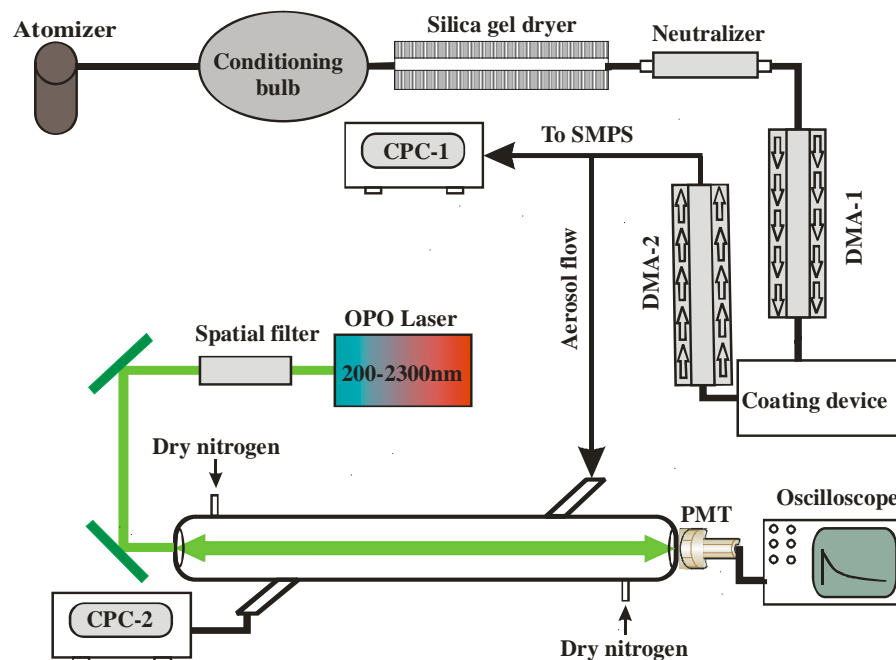 Atomizer
Conditioning
bulb
Silica gel dryer
Neutralizer
CPC-1
To SMPS
DMA-1
DMA-2
Aerosol flow
Spatial filter
OPO Laser
200-2300nm
Coating device
Dry nitrogen
PMT
Oscilloscope
CPC-2
Dry nitrogen